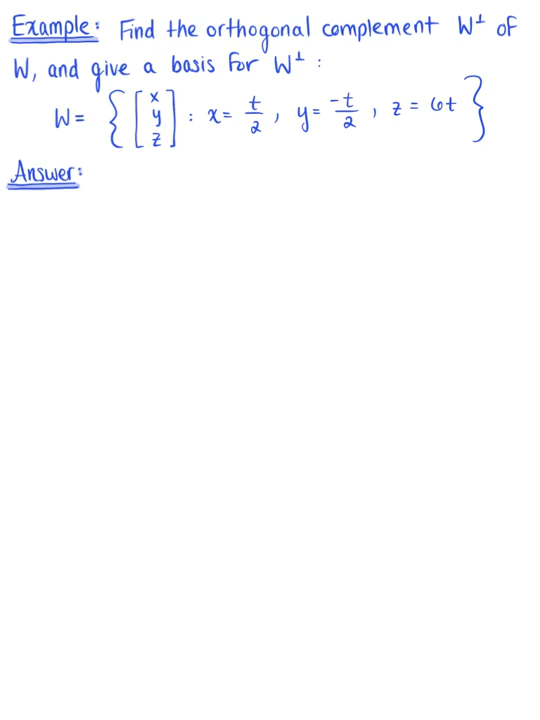 Example: Find the orthogonal complement W⊥ of
W, and give a basis for W⊥ :
W = { [x y z] : x = t/2 , y = -t/2 , z = 6t }
Answer: